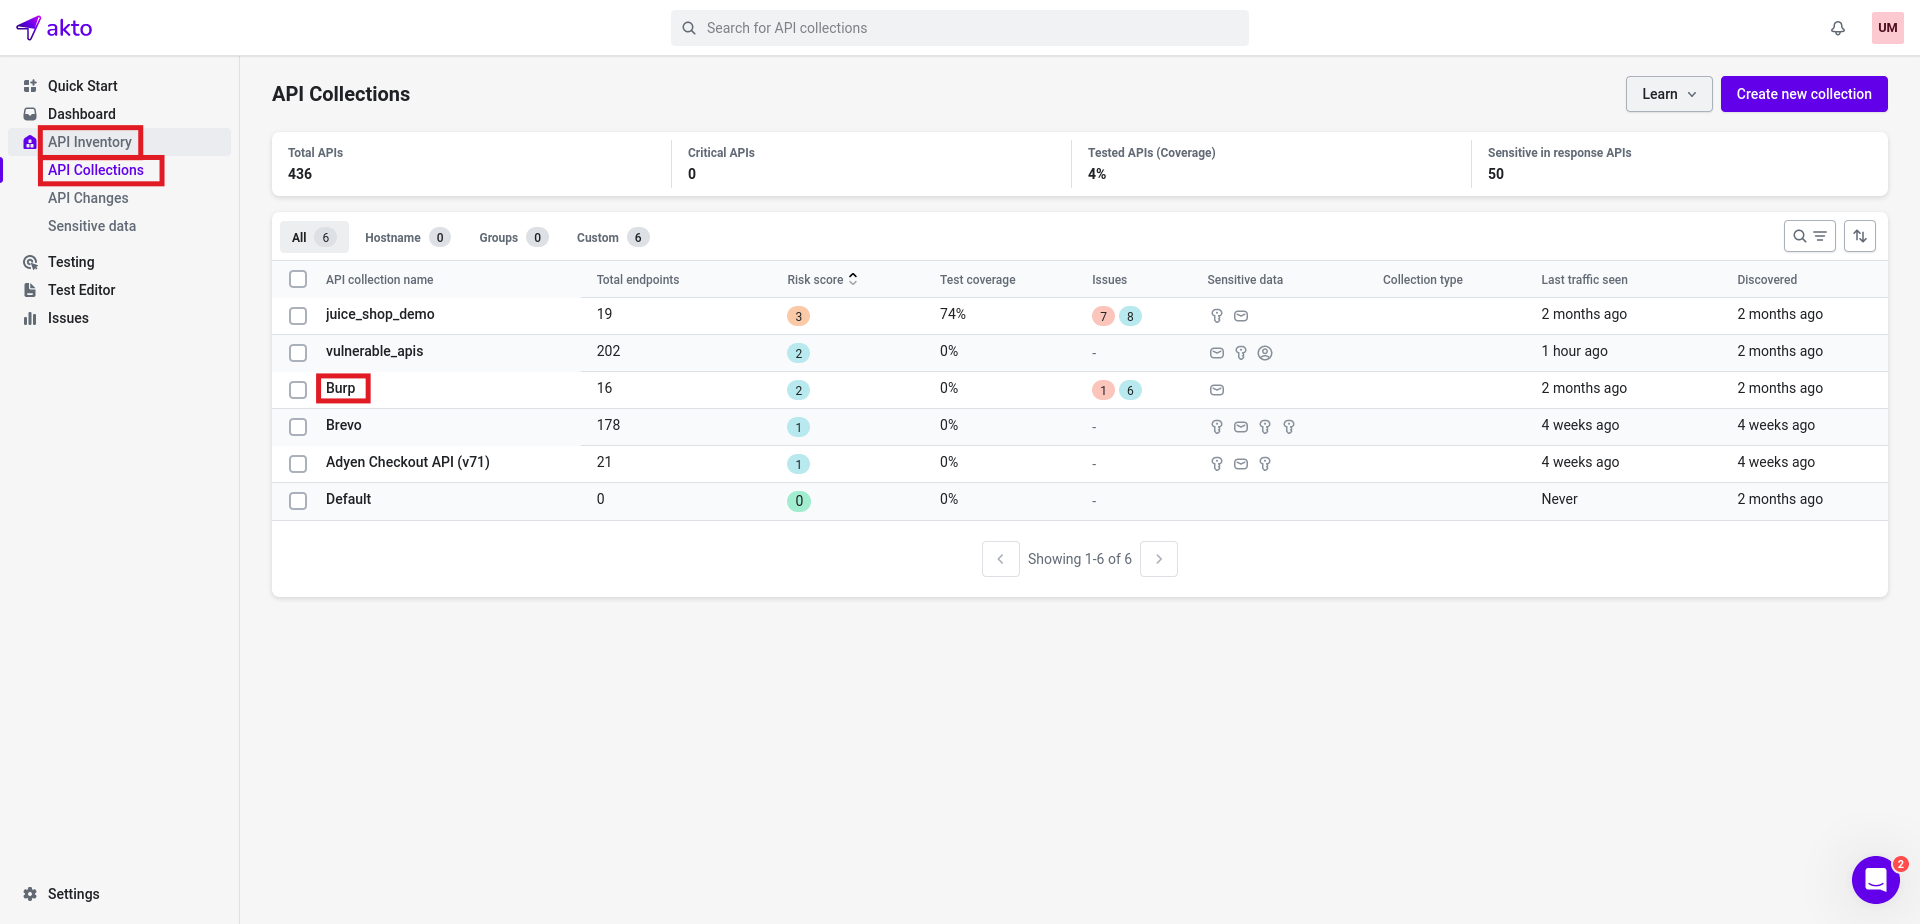 akto
Search for API collections
UM
Quick Start
Dashboard
API Inventory
API Collections
API Changes
Sensitive data
Testing
Test Editor
Issues
Settings
API Collections
Learn
Create new collection
Total APIs
436
Critical APIs
0
Tested APIs (Coverage)
4%
Sensitive in response APIs
50
All 6 Hostname 0 Groups 0 Custom 6
API collection name Total endpoints Risk score Test coverage Issues Sensitive data Collection type Last traffic seen Discovered
juice_shop_demo 19 3 74% 7 8 2 months ago 2 months ago
vulnerable_apis 202 2 0% - 1 hour ago 2 months ago
Burp 16 2 0% 1 6 2 months ago 2 months ago
Brevo 178 1 0% - 4 weeks ago 4 weeks ago
Adyen Checkout API (v71) 21 1 0% - 4 weeks ago 4 weeks ago
Default 0 0 0% - Never 2 months ago
Showing 1-6 of 6
2